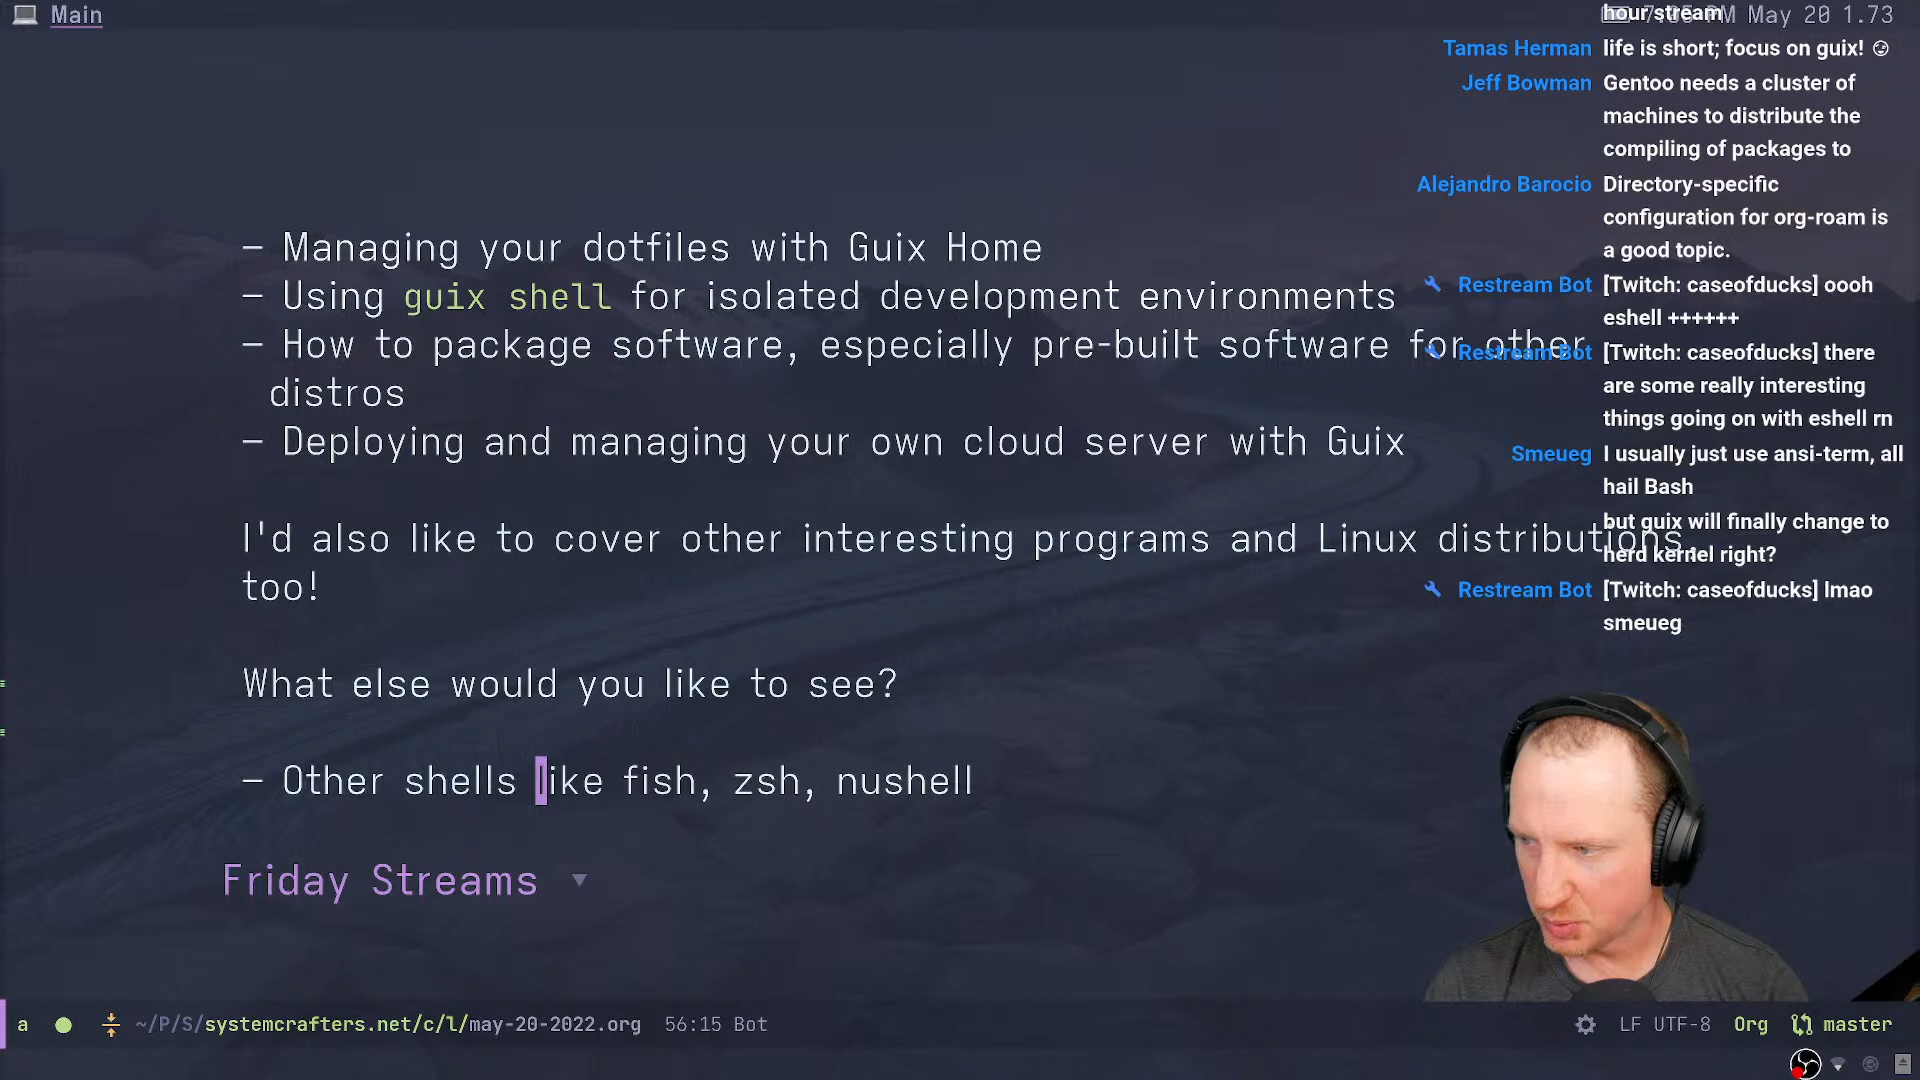 Main
PM May 20 1.73
– Managing your dotfiles with Guix Home
– Using guix shell for isolated development environments
– How to package software, especially pre-built software for other
distros
– Deploying and managing your own cloud server with Guix
I'd also like to cover other interesting programs and Linux distributions
too!
What else would you like to see?
– Other shells like fish, zsh, nushell
Friday Streams ▾
hour stream
Tamas Herman life is short; focus on guix!
Jeff Bowman Gentoo needs a cluster of
machines to distribute the
compiling of packages to
Alejandro Barocio Directory-specific
configuration for org-roam is
a good topic.
Restream Bot [Twitch: caseofducks] oooh
eshell ++++++
Restream Bot [Twitch: caseofducks] there
are some really interesting
things going on with eshell rn
Smeueg I usually just use ansi-term, all
hail Bash
but guix will finally change to
herd kernel right?
Restream Bot [Twitch: caseofducks] lmao
smeueg
a ~/P/S/systemcrafters.net/c/l/may-20-2022.org 56:15 Bot
LF UTF-8 Org master